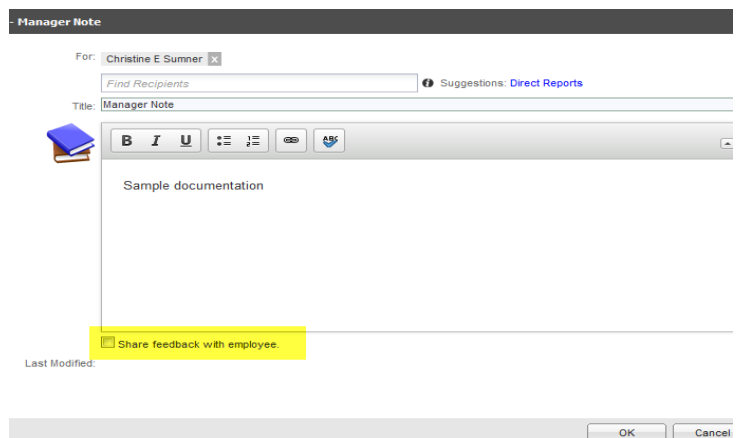 - Manager Note
For: Christine E Sumner x
Find Recipients Suggestions: Direct Reports
Title: Manager Note
B I U ABC
Sample documentation
Share feedback with employee.
Last Modified:
OK Cancel